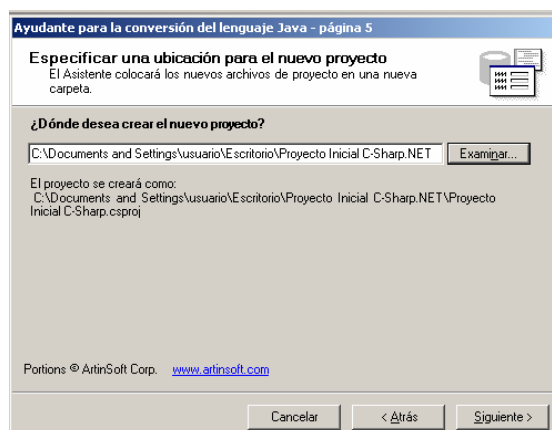 Ayudante para la conversión del lenguaje Java - página 5
Especificar una ubicación para el nuevo proyecto
El Asistente colocará los nuevos archivos de proyecto en una nueva
carpeta.
¿Dónde desea crear el nuevo proyecto?
C:\Documents and Settings\usuario\Escritorio\Proyecto Inicial C-Sharp.NET Examinar...
El proyecto se creará como:
C:\Documents and Settings\usuario\Escritorio\Proyecto Inicial C-Sharp.NET\Proyecto
Inicial C-Sharp.csproj
Portions © ArtinSoft Corp. www.artinsoft.com
Cancelar < Atrás Siguiente >